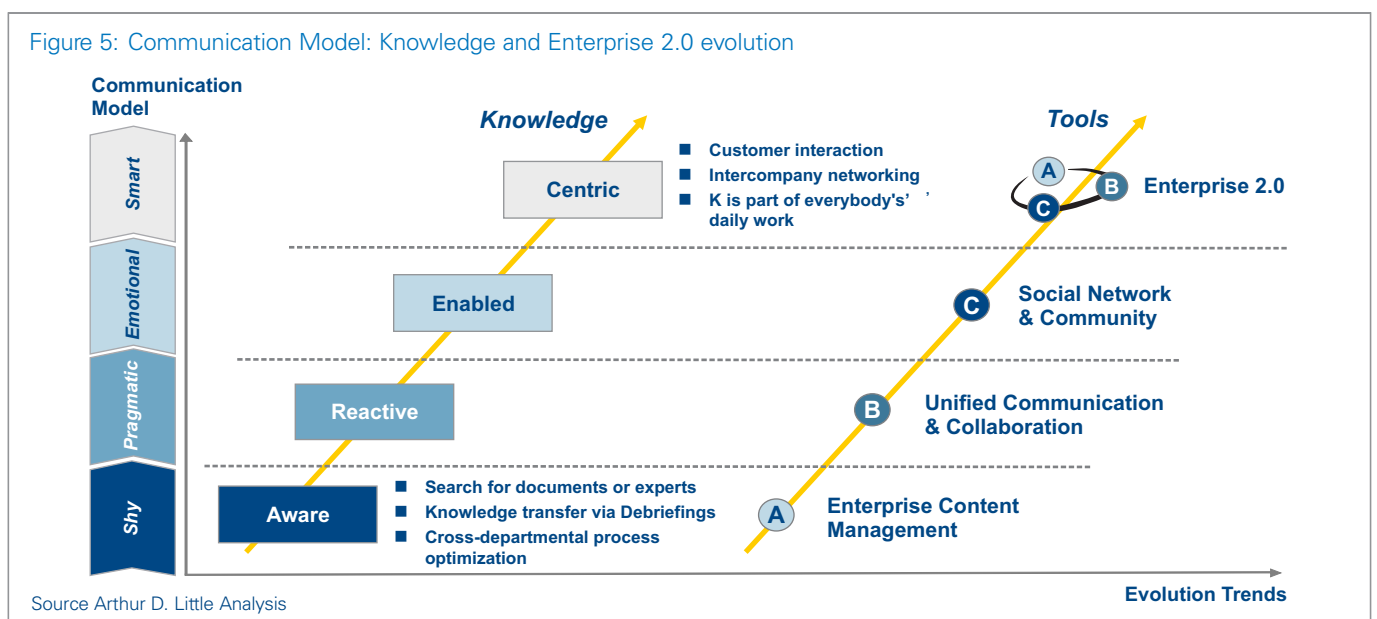 Figure 5: Communication Model: Knowledge and Enterprise 2.0 evolution
Communication
Model
Knowledge
Tools
Smart
Centric
■ Customer interaction
■ Intercompany networking
■ K is part of everybody's' '
daily work
A
B
C
Enterprise 2.0
Emotional
Enabled
C
Social Network
& Community
Pragmatic
Reactive
B
Unified Communication
& Collaboration
Shy
Aware
■ Search for documents or experts
■ Knowledge transfer via Debriefings
■ Cross-departmental process
optimization
A
Enterprise Content
Management
Evolution Trends
Source Arthur D. Little Analysis